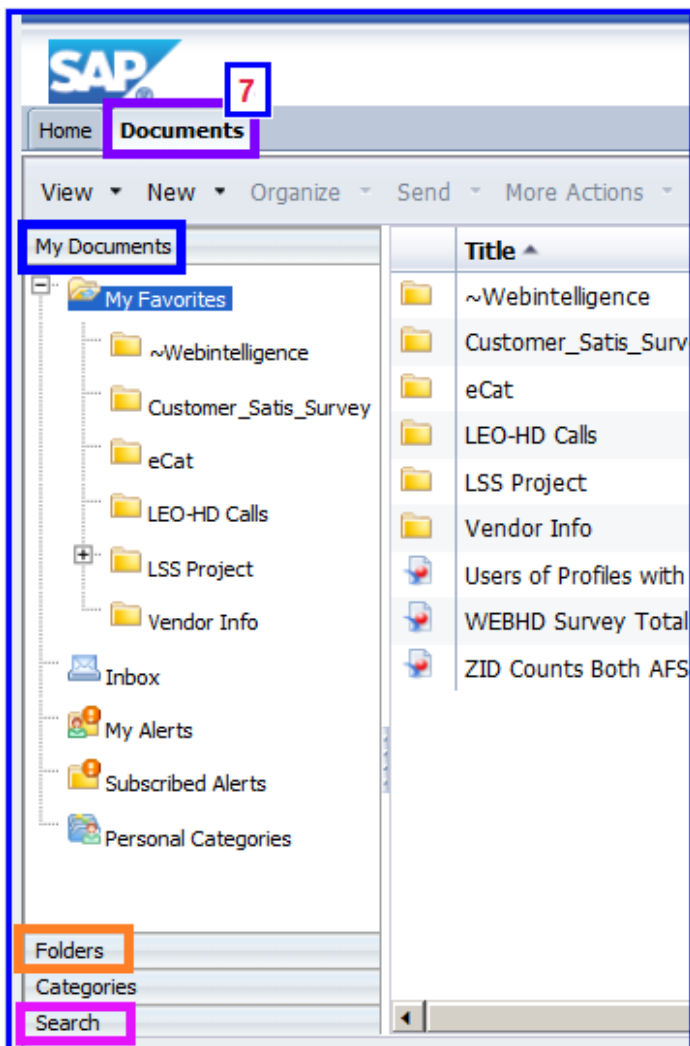 SAP
®
7
Home Documents
View New Organize Send More Actions
My Documents
My Favorites
~Webintelligence
Customer_Satis_Survey
eCat
LEO-HD Calls
LSS Project
Vendor Info
Inbox
My Alerts
Subscribed Alerts
Personal Categories
Folders
Categories
Search
Title
~Webintelligence
Customer_Satis_Surv
eCat
LEO-HD Calls
LSS Project
Vendor Info
Users of Profiles with
WEBHD Survey Total
ZID Counts Both AFS